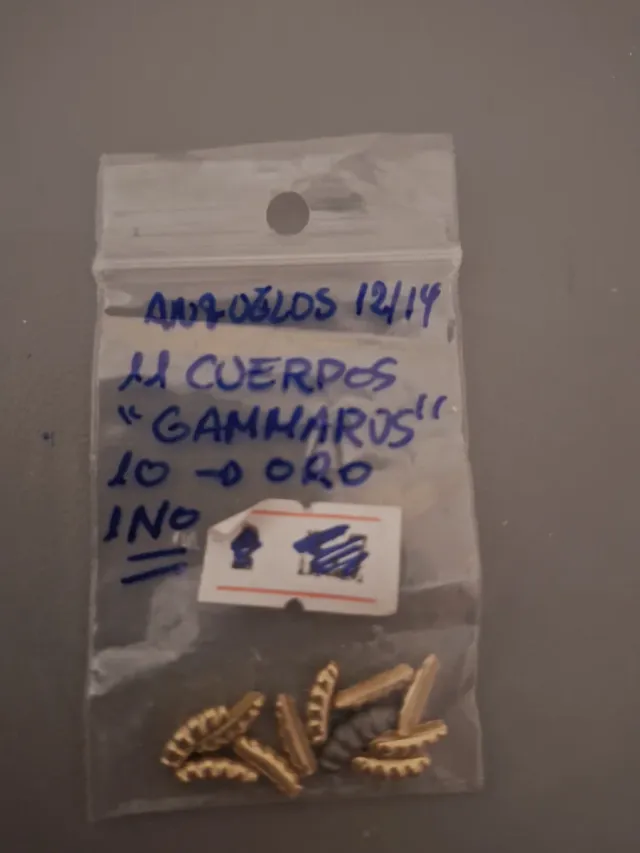 ANZUELOS 12/14
11 CUERPOS
"GAMMARUS"
10 → ORO
1 NO